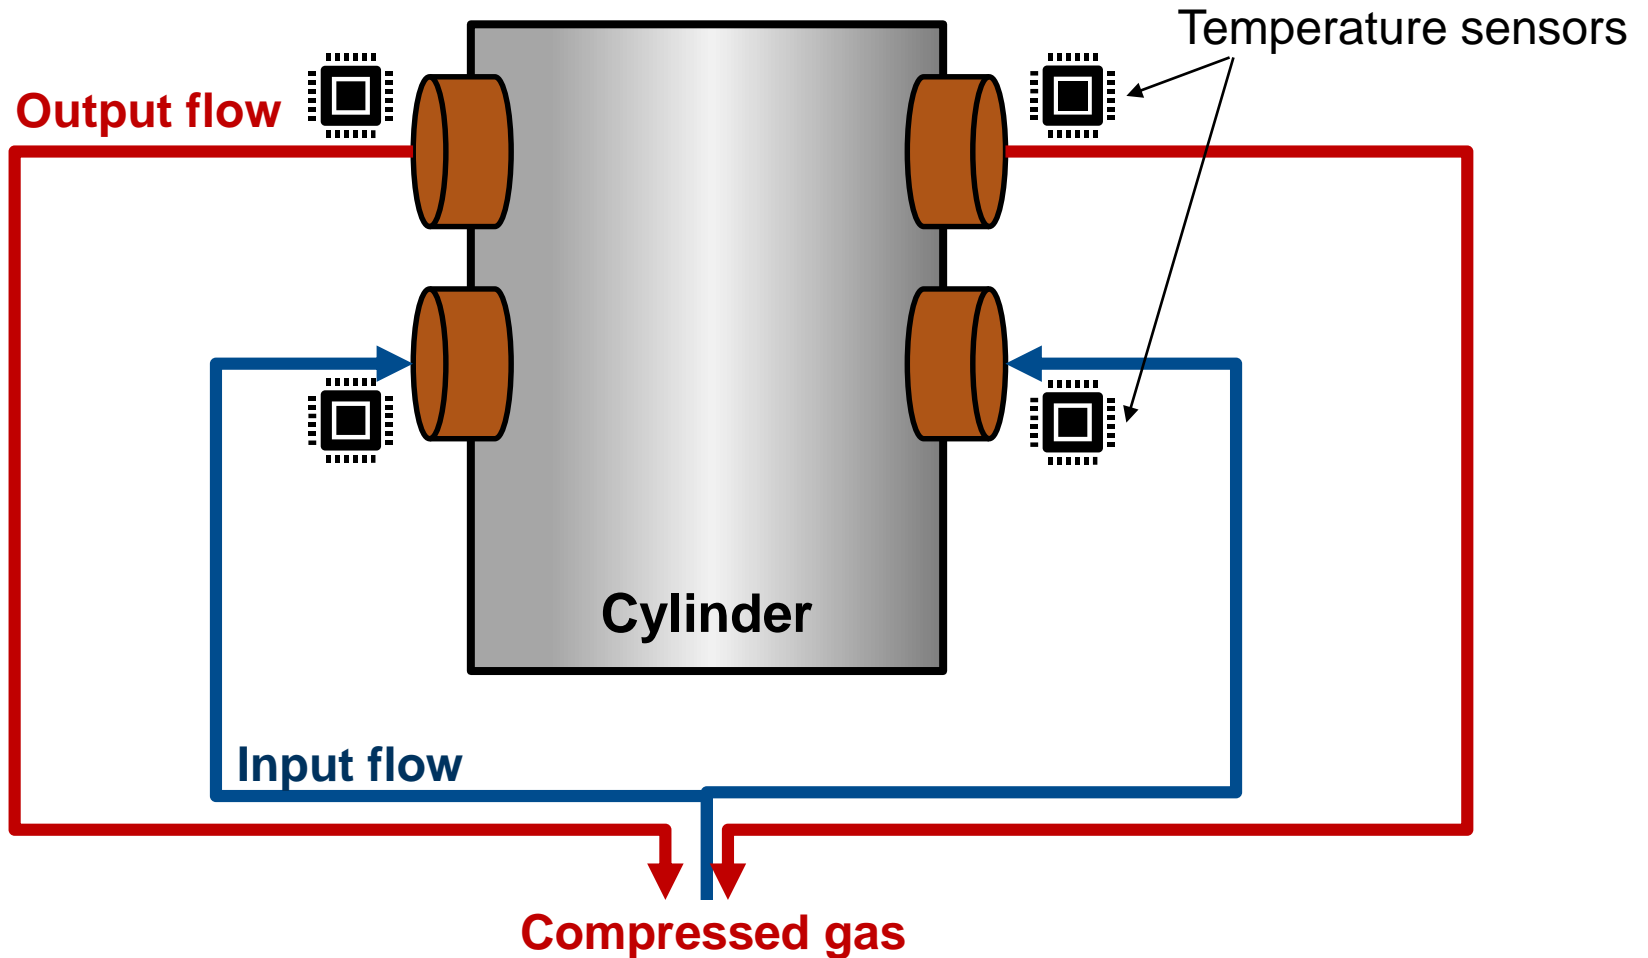 Temperature sensors
Output flow
Cylinder
Input flow
Compressed gas